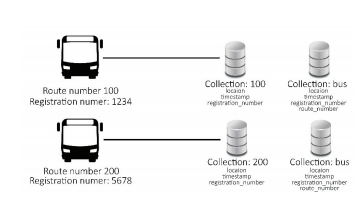 Route number 100
Registration numer: 1234
Collection: 100
locaion
timestamp
registration_number
Collection: bus
locaion
timestamp
registration_number
route_number
Route number 200
Registration numer: 5678
Collection: 200
locaion
timestamp
registration_number
Collection: bus
locaion
timestamp
registration_number
route_number